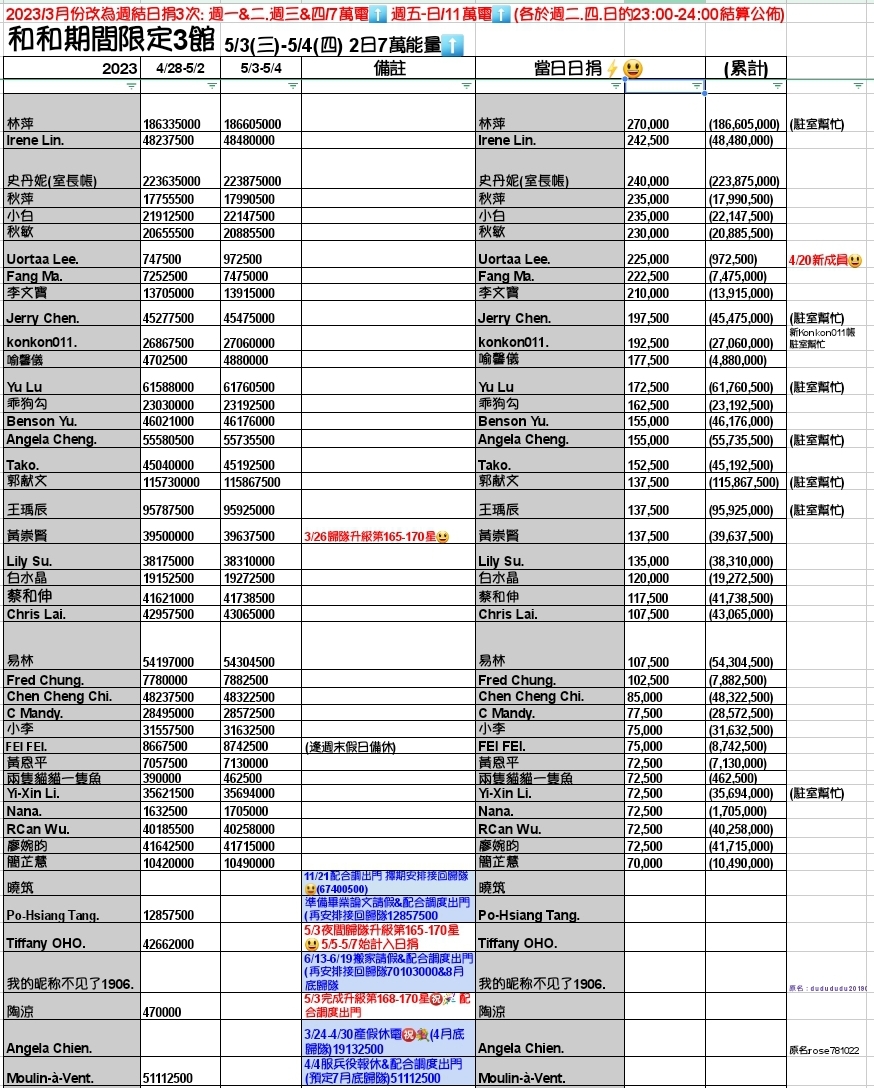 2023/3月份改為週結日捐3次: 週一&二.週三&四/7萬電⬆️ 週五-日/11萬電⬆️ (各於週二.四.日的23:00-24:00結算公佈)
和和期間限定3館 5/3(三)-5/4(四) 2日7萬能量⬆️
2023 4/28-5/2 5/3-5/4 備註 當日日捐⚡😃 (累計)
林萍 186335000 186605000 林萍 270,000 (186,605,000) (駐室幫忙)
Irene Lin. 48237500 48480000 Irene Lin. 242,500 (48,480,000)
史丹妮(室長帳) 223635000 223875000 史丹妮(室長帳) 240,000 (223,875,000)
秋萍 17755500 17990500 秋萍 235,000 (17,990,500)
小白 21912500 22147500 小白 235,000 (22,147,500)
秋敏 20655500 20885500 秋敏 230,000 (20,885,500)
Uortaa Lee. 747500 972500 Uortaa Lee. 225,000 (972,500) 4/20新成員😃
Fang Ma. 7252500 7475000 Fang Ma. 222,500 (7,475,000)
李文寶 13705000 13915000 李文寶 210,000 (13,915,000)
Jerry Chen. 45277500 45475000 Jerry Chen. 197,500 (45,475,000) (駐室幫忙)
konkon011. 26867500 27060000 konkon011. 192,500 (27,060,000) 新Konkon011帳
駐室幫忙
喻馨儀 4702500 4880000 喻馨儀 177,500 (4,880,000)
Yu Lu 61588000 61760500 Yu Lu 172,500 (61,760,500) (駐室幫忙)
乖狗勾 23030000 23192500 乖狗勾 162,500 (23,192,500)
Benson Yu. 46021000 46176000 Benson Yu. 155,000 (46,176,000)
Angela Cheng. 55580500 55735500 Angela Cheng. 155,000 (55,735,500) (駐室幫忙)
Tako. 45040000 45192500 Tako. 152,500 (45,192,500)
郭献文 115730000 115867500 郭献文 137,500 (115,867,500) (駐室幫忙)
王瑀辰 95787500 95925000 王瑀辰 137,500 (95,925,000) (駐室幫忙)
黃崇賢 39500000 39637500 3/26歸隊升級第165-170星😃 黃崇賢 137,500 (39,637,500)
Lily Su. 38175000 38310000 Lily Su. 135,000 (38,310,000)
白水晶 19152500 19272500 白水晶 120,000 (19,272,500)
蔡和伸 41621000 41738500 蔡和伸 117,500 (41,738,500)
Chris Lai. 42957500 43065000 Chris Lai. 107,500 (43,065,000)
易林 54197000 54304500 易林 107,500 (54,304,500)
Fred Chung. 7780000 7882500 Fred Chung. 102,500 (7,882,500)
Chen Cheng Chi. 48237500 48322500 Chen Cheng Chi. 85,000 (48,322,500)
C Mandy. 28495000 28572500 C Mandy. 77,500 (28,572,500)
小李 31557500 31632500 小李 75,000 (31,632,500)
FEI FEI. 8667500 8742500 (逢週末假日備休) FEI FEI. 75,000 (8,742,500)
黃恩平 7057500 7130000 黃恩平 72,500 (7,130,000)
兩隻貓貓一隻魚 390000 462500 兩隻貓貓一隻魚 72,500 (462,500)
Yi-Xin Li. 35621500 35694000 Yi-Xin Li. 72,500 (35,694,000) (駐室幫忙)
Nana. 1632500 1705000 Nana. 72,500 (1,705,000)
RCan Wu. 40185500 40258000 RCan Wu. 72,500 (40,258,000)
廖婉昀 41642500 41715000 廖婉昀 72,500 (41,715,000)
簡芷慧 10420000 10490000 簡芷慧 70,000 (10,490,000)
曉筑 11/21配合調出門 擇期安排接回歸隊
😃(67400500) 曉筑
Po-Hsiang Tang. 12857500 準備畢業論文請假&配合調度出門
(再安排接回歸隊12857500 Po-Hsiang Tang.
Tiffany OHO. 42662000 5/3夜間歸隊升級第165-170星
😃5/5-5/7始計入日捐 Tiffany OHO.
我的昵称不见了1906. 6/13-6/19搬家請假&配合調度出門
(再安排接回歸隊70103000&8月
底歸隊 我的昵称不见了1906. 原名：dudududu2019
陶涼 470000 5/3完成升級第168-170星㊗️🎉 配
合調度出門 陶涼
Angela Chien. 3/24-4/30產假休電㊗️🤱(4月底
歸隊)19132500 Angela Chien. 原名rose781022
Moulin-à-Vent. 51112500 4/4服兵役報休&配合調度出門
(預定7月底歸隊)51112500 Moulin-à-Vent.